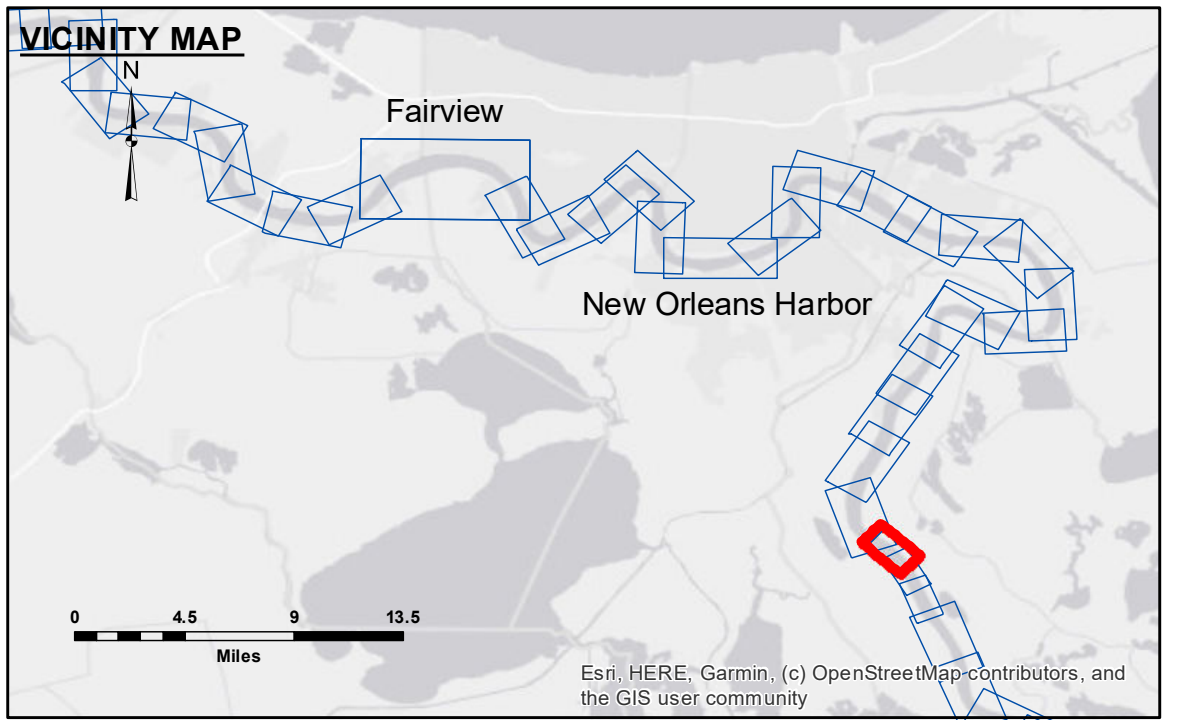 VICINITY MAP
N
Fairview
New Orleans Harbor
0 4.5 9 13.5
Miles
Esri, HERE, Garmin, (c) OpenStreetMap contributors, and
the GIS user community